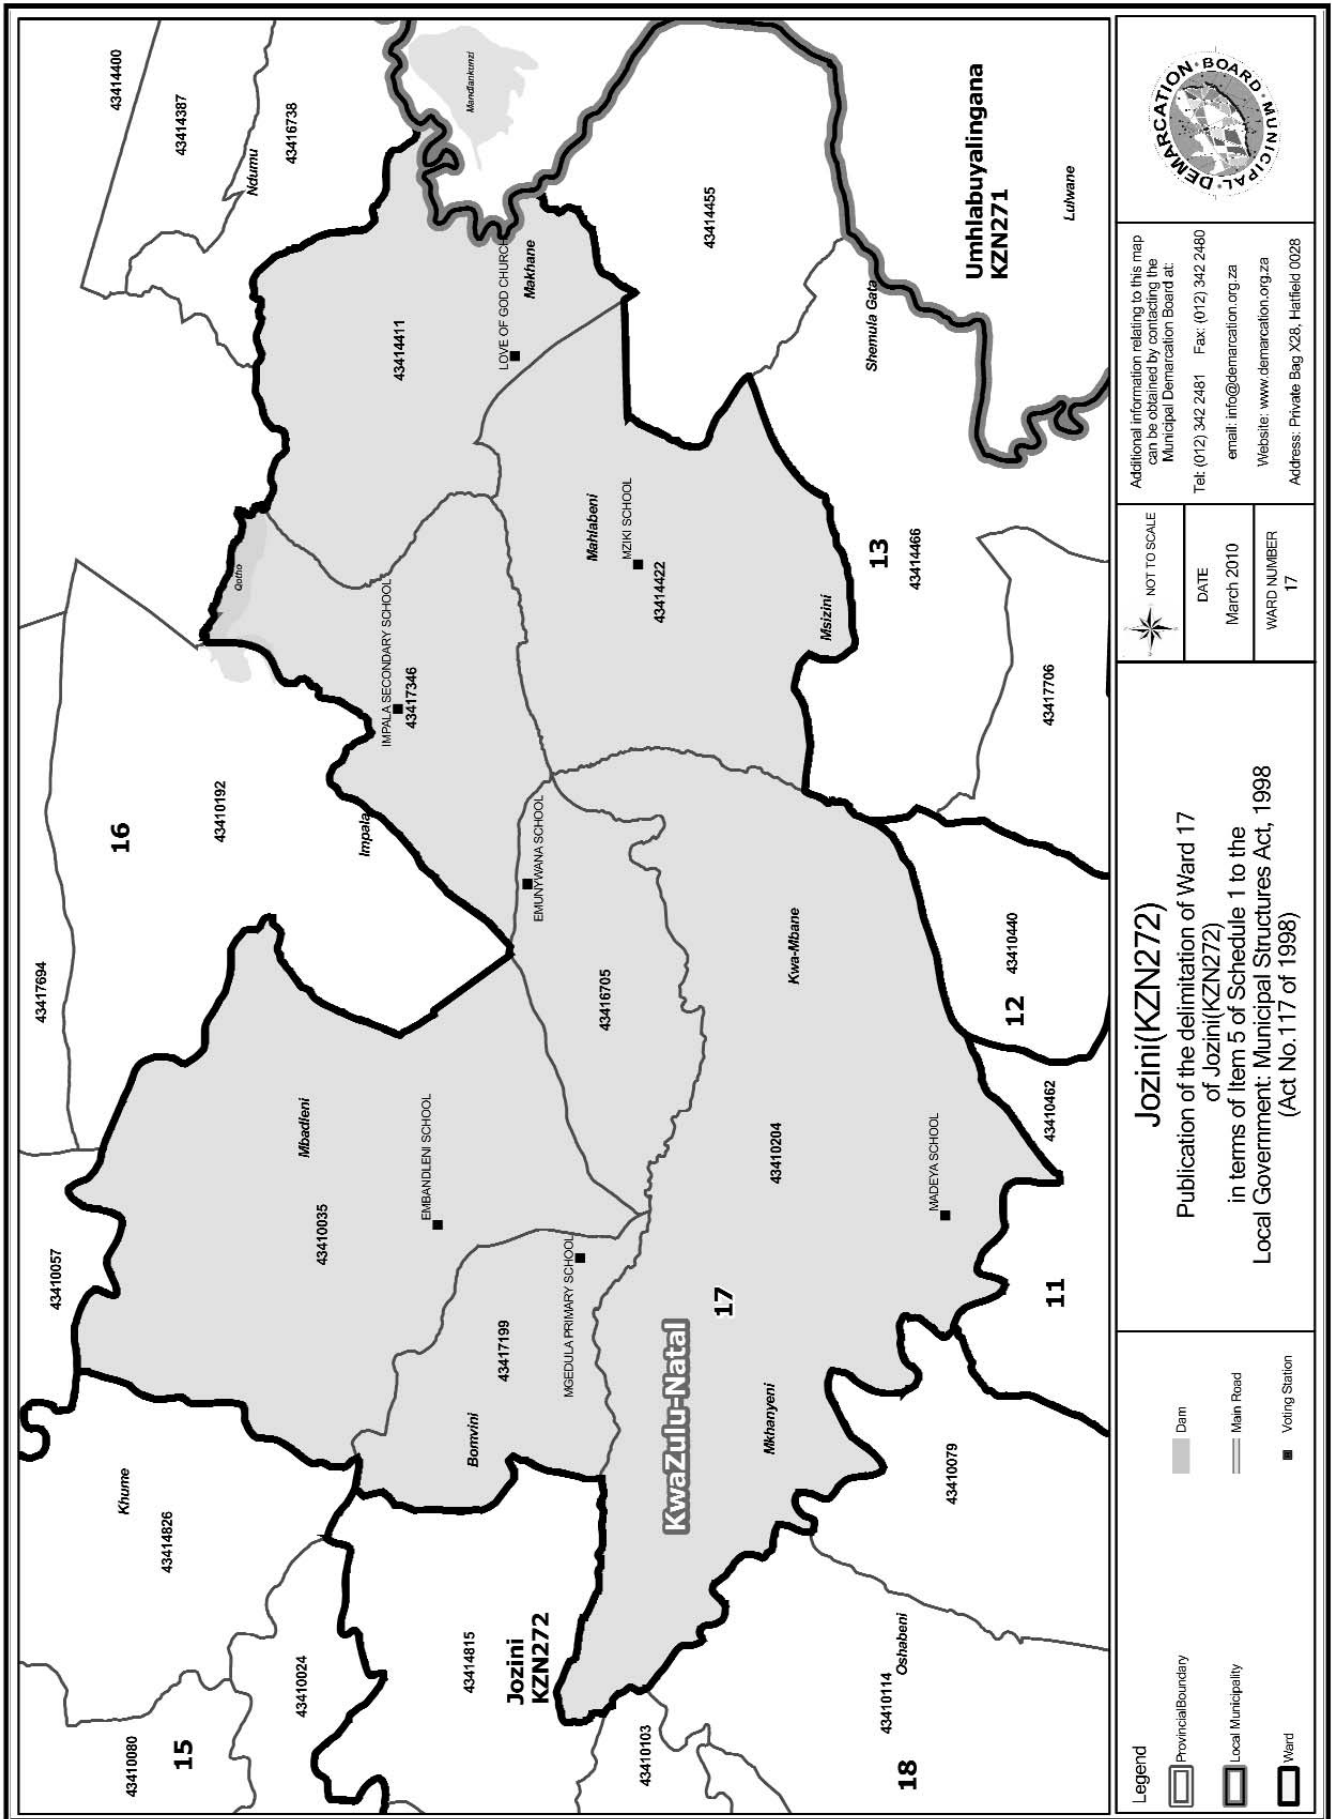 43414400
43414387
Ndumu
43416738
Mandlankunzi
43417694
16
43410192
Qotho
43414411
LOVE OF GOD CHURCH
Makhane
43414455
Umhlabuyalingana
KZN271
Lulwane
Shemula Gata
IMPALA SECONDARY SCHOOL
43417346
Impala
Mahlabeni
MZIKI SCHOOL
43414422
Msizini
13
43414466
43417706
EMUNYWANA SCHOOL
43416705
Kwa-Mbane
12
43410440
43410057
Mbadleni
43410035
EMBANDLENI SCHOOL
43410204
MADEYA SCHOOL
43410462
11
MGEDULA PRIMARY SCHOOL
43417199
Bomvini
17
KwaZulu-Natal
Mkhanyeni
43410079
Khume
43414826
43410024
43410080
15
43414815
Jozini
KZN272
43410103
43410114
Oshabeni
18
Legend
ProvincialBoundary
Local Municipality
Ward
Dam
Main Road
Voting Station
Jozini(KZN272)
Publication of the delimitation of Ward 17
of Jozini(KZN272)
in terms of Item 5 of Schedule 1 to the
Local Government: Municipal Structures Act, 1998
(Act No.117 of 1998)
NOT TO SCALE
DATE
March 2010
WARD NUMBER
17
Additional information relating to this map
can be obtained by contacting the
Municipal Demarcation Board at:
Tel: (012) 342 2481 Fax: (012) 342 2480
email: info@demarcation.org.za
Website: www.demarcation.org.za
Address: Private Bag X28, Hatfield 0028
MUNICIPAL · DEMARCATION · BOARD